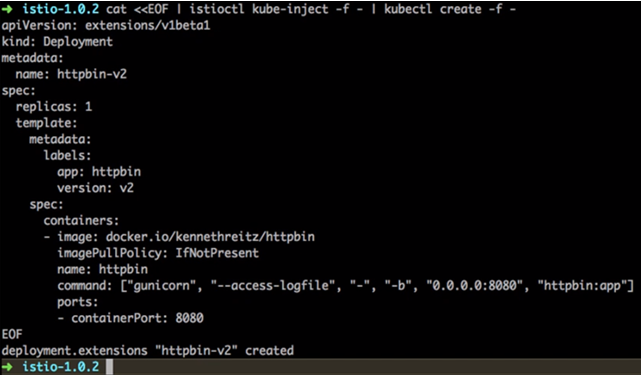 ➜ istio-1.0.2 cat <<EOF | istioctl kube-inject -f - | kubectl create -f -
apiVersion: extensions/v1beta1
kind: Deployment
metadata:
  name: httpbin-v2
spec:
  replicas: 1
  template:
    metadata:
      labels:
        app: httpbin
        version: v2
    spec:
      containers:
      - image: docker.io/kennethreitz/httpbin
        imagePullPolicy: IfNotPresent
        name: httpbin
        command: ["gunicorn", "--access-logfile", "-", "-b", "0.0.0.0:8080", "httpbin:app"]
        ports:
        - containerPort: 8080
EOF
deployment.extensions "httpbin-v2" created
➜ istio-1.0.2